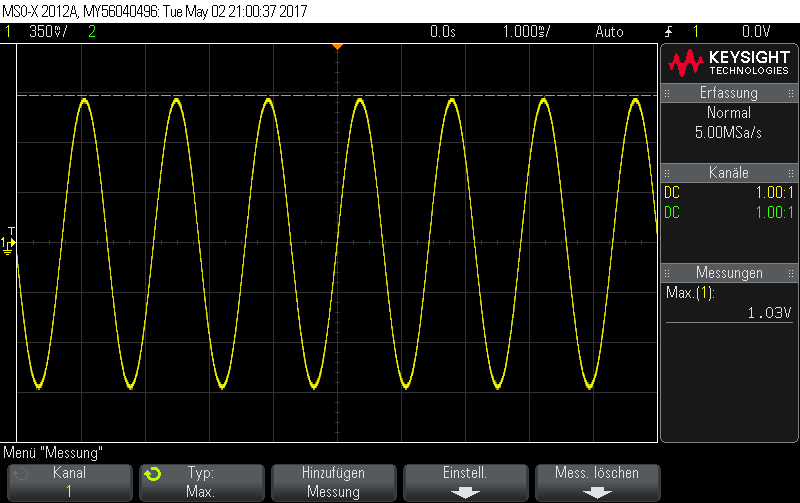 MSO-X 2012A, MY56040496: Tue May 02 21:00:37 2017
1 350V/ 2 0.0s 1.000s/ Auto 1 0.0V
KEYSIGHT
TECHNOLOGIES
Erfassung
Normal
5.00MSa/s
Kanäle
DC 1.00:1
DC 1.00:1
T
1
Messungen
Max.(1):
1.03V
Menü "Messung"
Kanal
1
Typ:
Max.
Hinzufügen
Messung
Einstell.
Mess. löschen